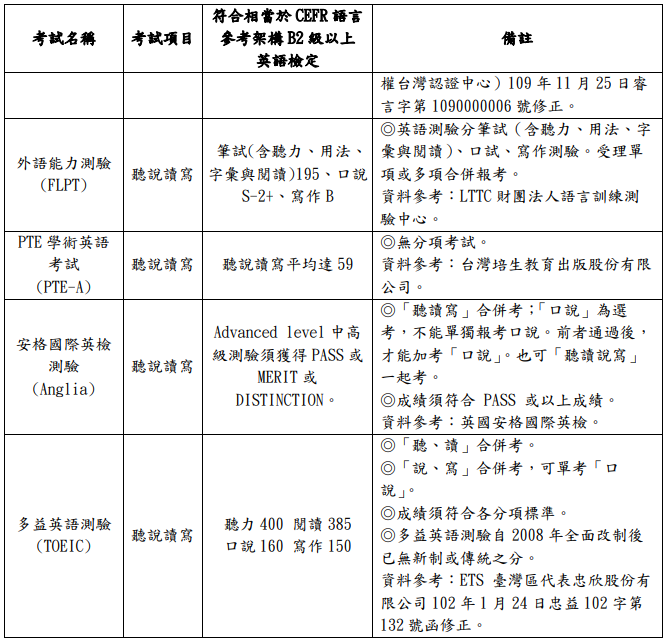 考試名稱 考試項目 符合相當於 CEFR 語言
參考架構 B2 級以上
英語檢定 備註
權台灣認證中心）109 年 11 月 25 日睿
言字第 1090000006 號修正。
外語能力測驗
(FLPT)
聽說讀寫
筆試(含聽力、用法、
字彙與閱讀)195、口說
S-2+、寫作 B
◎英語測驗分筆試（含聽力、用法、字
彙與閱讀）、口試、寫作測驗。受理單
項或多項合併報考。
資料參考：LTTC 財團法人語言訓練測
驗中心。
PTE 學術英語
考試
(PTE-A)
聽說讀寫
聽說讀寫平均達 59
◎無分項考試。
資料參考：台灣培生教育出版股份有限
公司。
安格國際英檢
測驗
(Anglia)
聽說讀寫
Advanced level 中高
級測驗須獲得 PASS 或
MERIT 或
DISTINCTION。
◎「聽讀寫」合併考；「口說」為選
考，不能單獨報考口說。前者通過後，
才能加考「口說」。也可「聽讀說寫」
一起考。
◎成績須符合 PASS 或以上成績。
資料參考：英國安格國際英檢。
多益英語測驗
(TOEIC)
聽說讀寫
聽力 400 閱讀 385
口說 160 寫作 150
◎「聽、讀」合併考。
◎「說、寫」合併考，可單考「口
說」。
◎成績須符合各分項標準。
◎多益英語測驗自 2008 年全面改制後
已無新制或傳統之分。
資料參考：ETS 臺灣區代表忠欣股份有
限公司 102 年 1 月 24 日忠益 102 字第
132 號函修正。